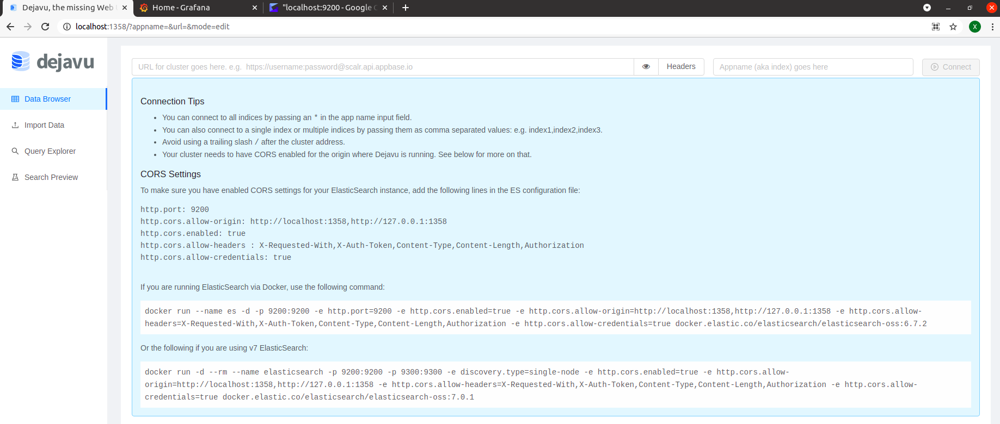 Dejavu, the missing Web
Home - Grafana
"localhost:9200 - Google
localhost:1358/?appname=&url=&mode=edit
X
dejavu
Data Browser
Import Data
Query Explorer
Search Preview
URL for cluster goes here. e.g. https://username:password@scalr.api.appbase.io
Headers
Appname (aka index) goes here
Connect
Connection Tips
• You can connect to all indices by passing an * in the app name input field.
• You can also connect to a single index or multiple indices by passing them as comma separated values: e.g. index1,index2,index3.
• Avoid using a trailing slash / after the cluster address.
• Your cluster needs to have CORS enabled for the origin where Dejavu is running. See below for more on that.
CORS Settings
To make sure you have enabled CORS settings for your ElasticSearch instance, add the following lines in the ES configuration file:
http.port: 9200
http.cors.allow-origin: http://localhost:1358,http://127.0.0.1:1358
http.cors.enabled: true
http.cors.allow-headers : X-Requested-With,X-Auth-Token,Content-Type,Content-Length,Authorization
http.cors.allow-credentials: true
If you are running ElasticSearch via Docker, use the following command:
docker run --name es -d -p 9200:9200 -e http.port=9200 -e http.cors.enabled=true -e http.cors.allow-origin=http://localhost:1358,http://127.0.0.1:1358 -e http.cors.allow-
headers=X-Requested-With,X-Auth-Token,Content-Type,Content-Length,Authorization -e http.cors.allow-credentials=true docker.elastic.co/elasticsearch/elasticsearch-oss:6.7.2
Or the following if you are using v7 ElasticSearch:
docker run -d --rm --name elasticsearch -p 9200:9200 -p 9300:9300 -e discovery.type=single-node -e http.cors.enabled=true -e http.cors.allow-
origin=http://localhost:1358,http://127.0.0.1:1358 -e http.cors.allow-headers=X-Requested-With,X-Auth-Token,Content-Type,Content-Length,Authorization -e http.cors.allow-
credentials=true docker.elastic.co/elasticsearch/elasticsearch-oss:7.0.1